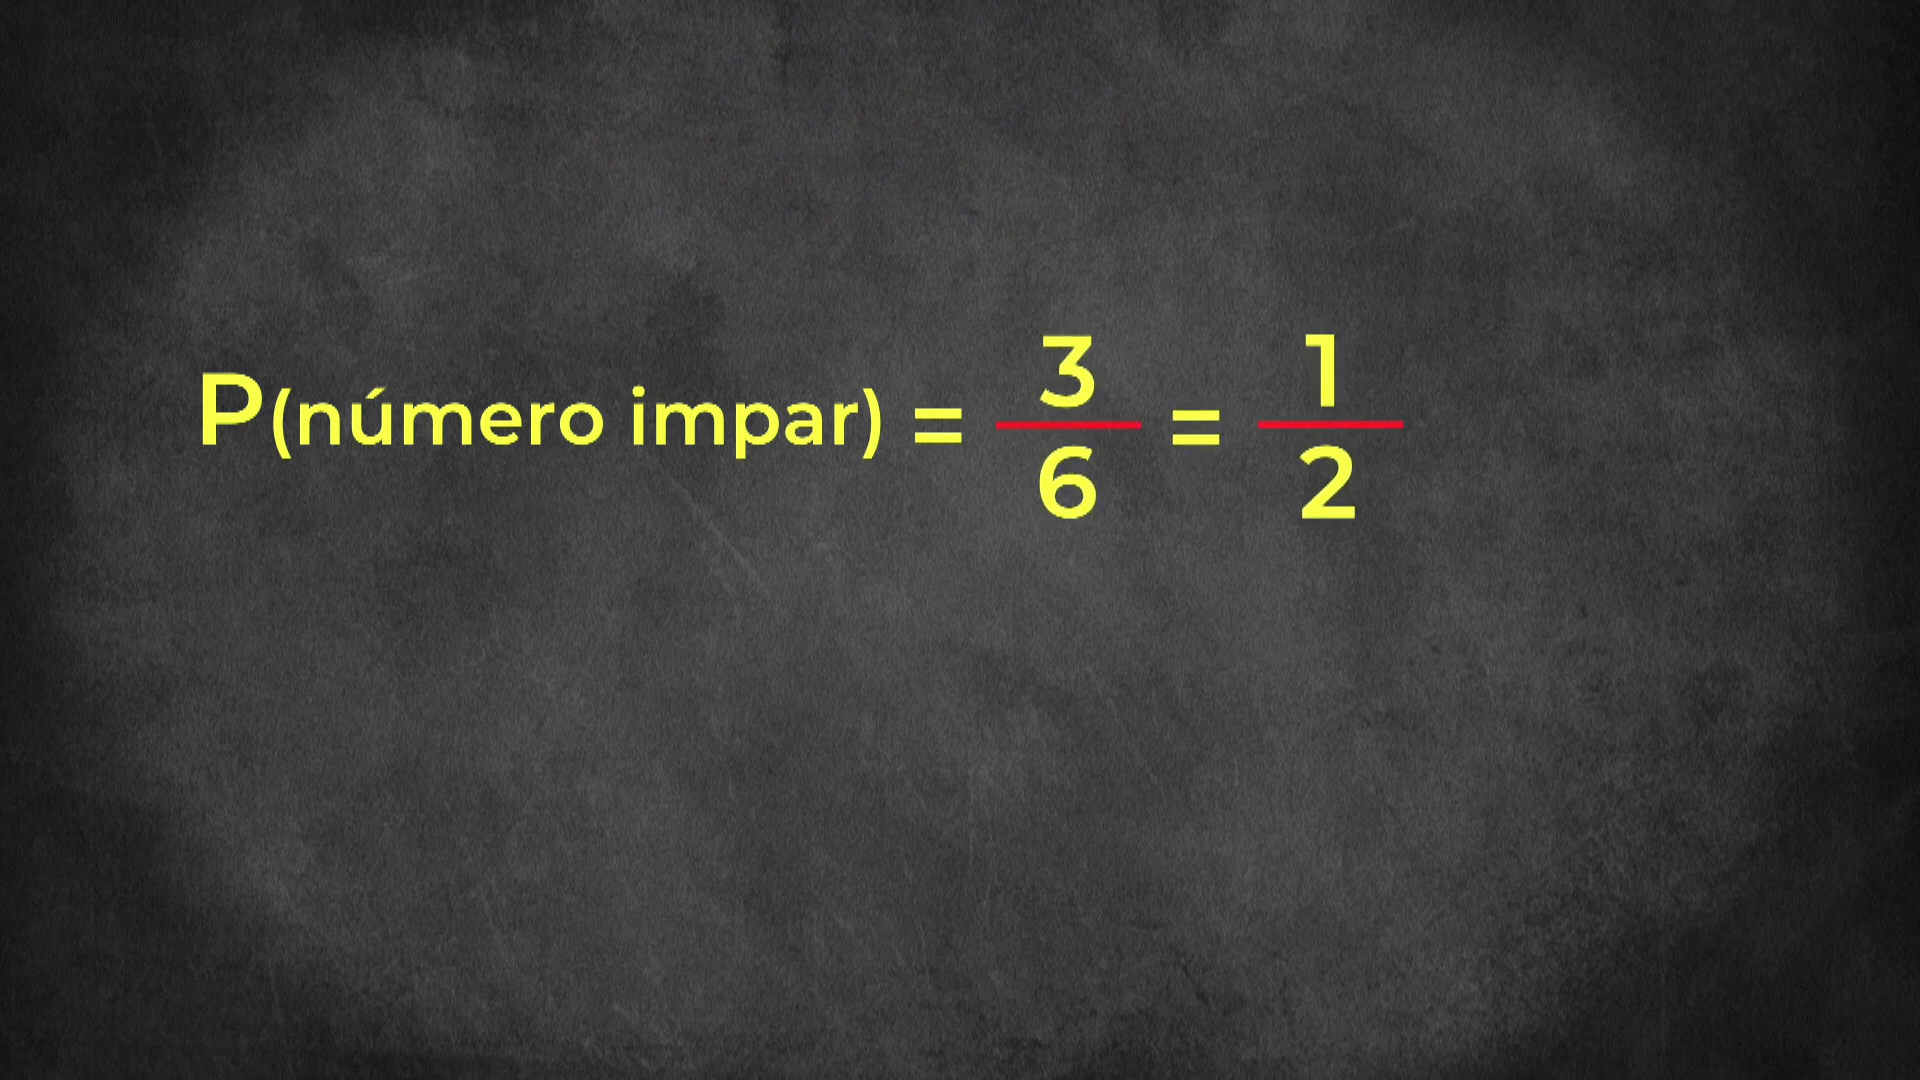 P(número impar) = 3/6 = 1/2